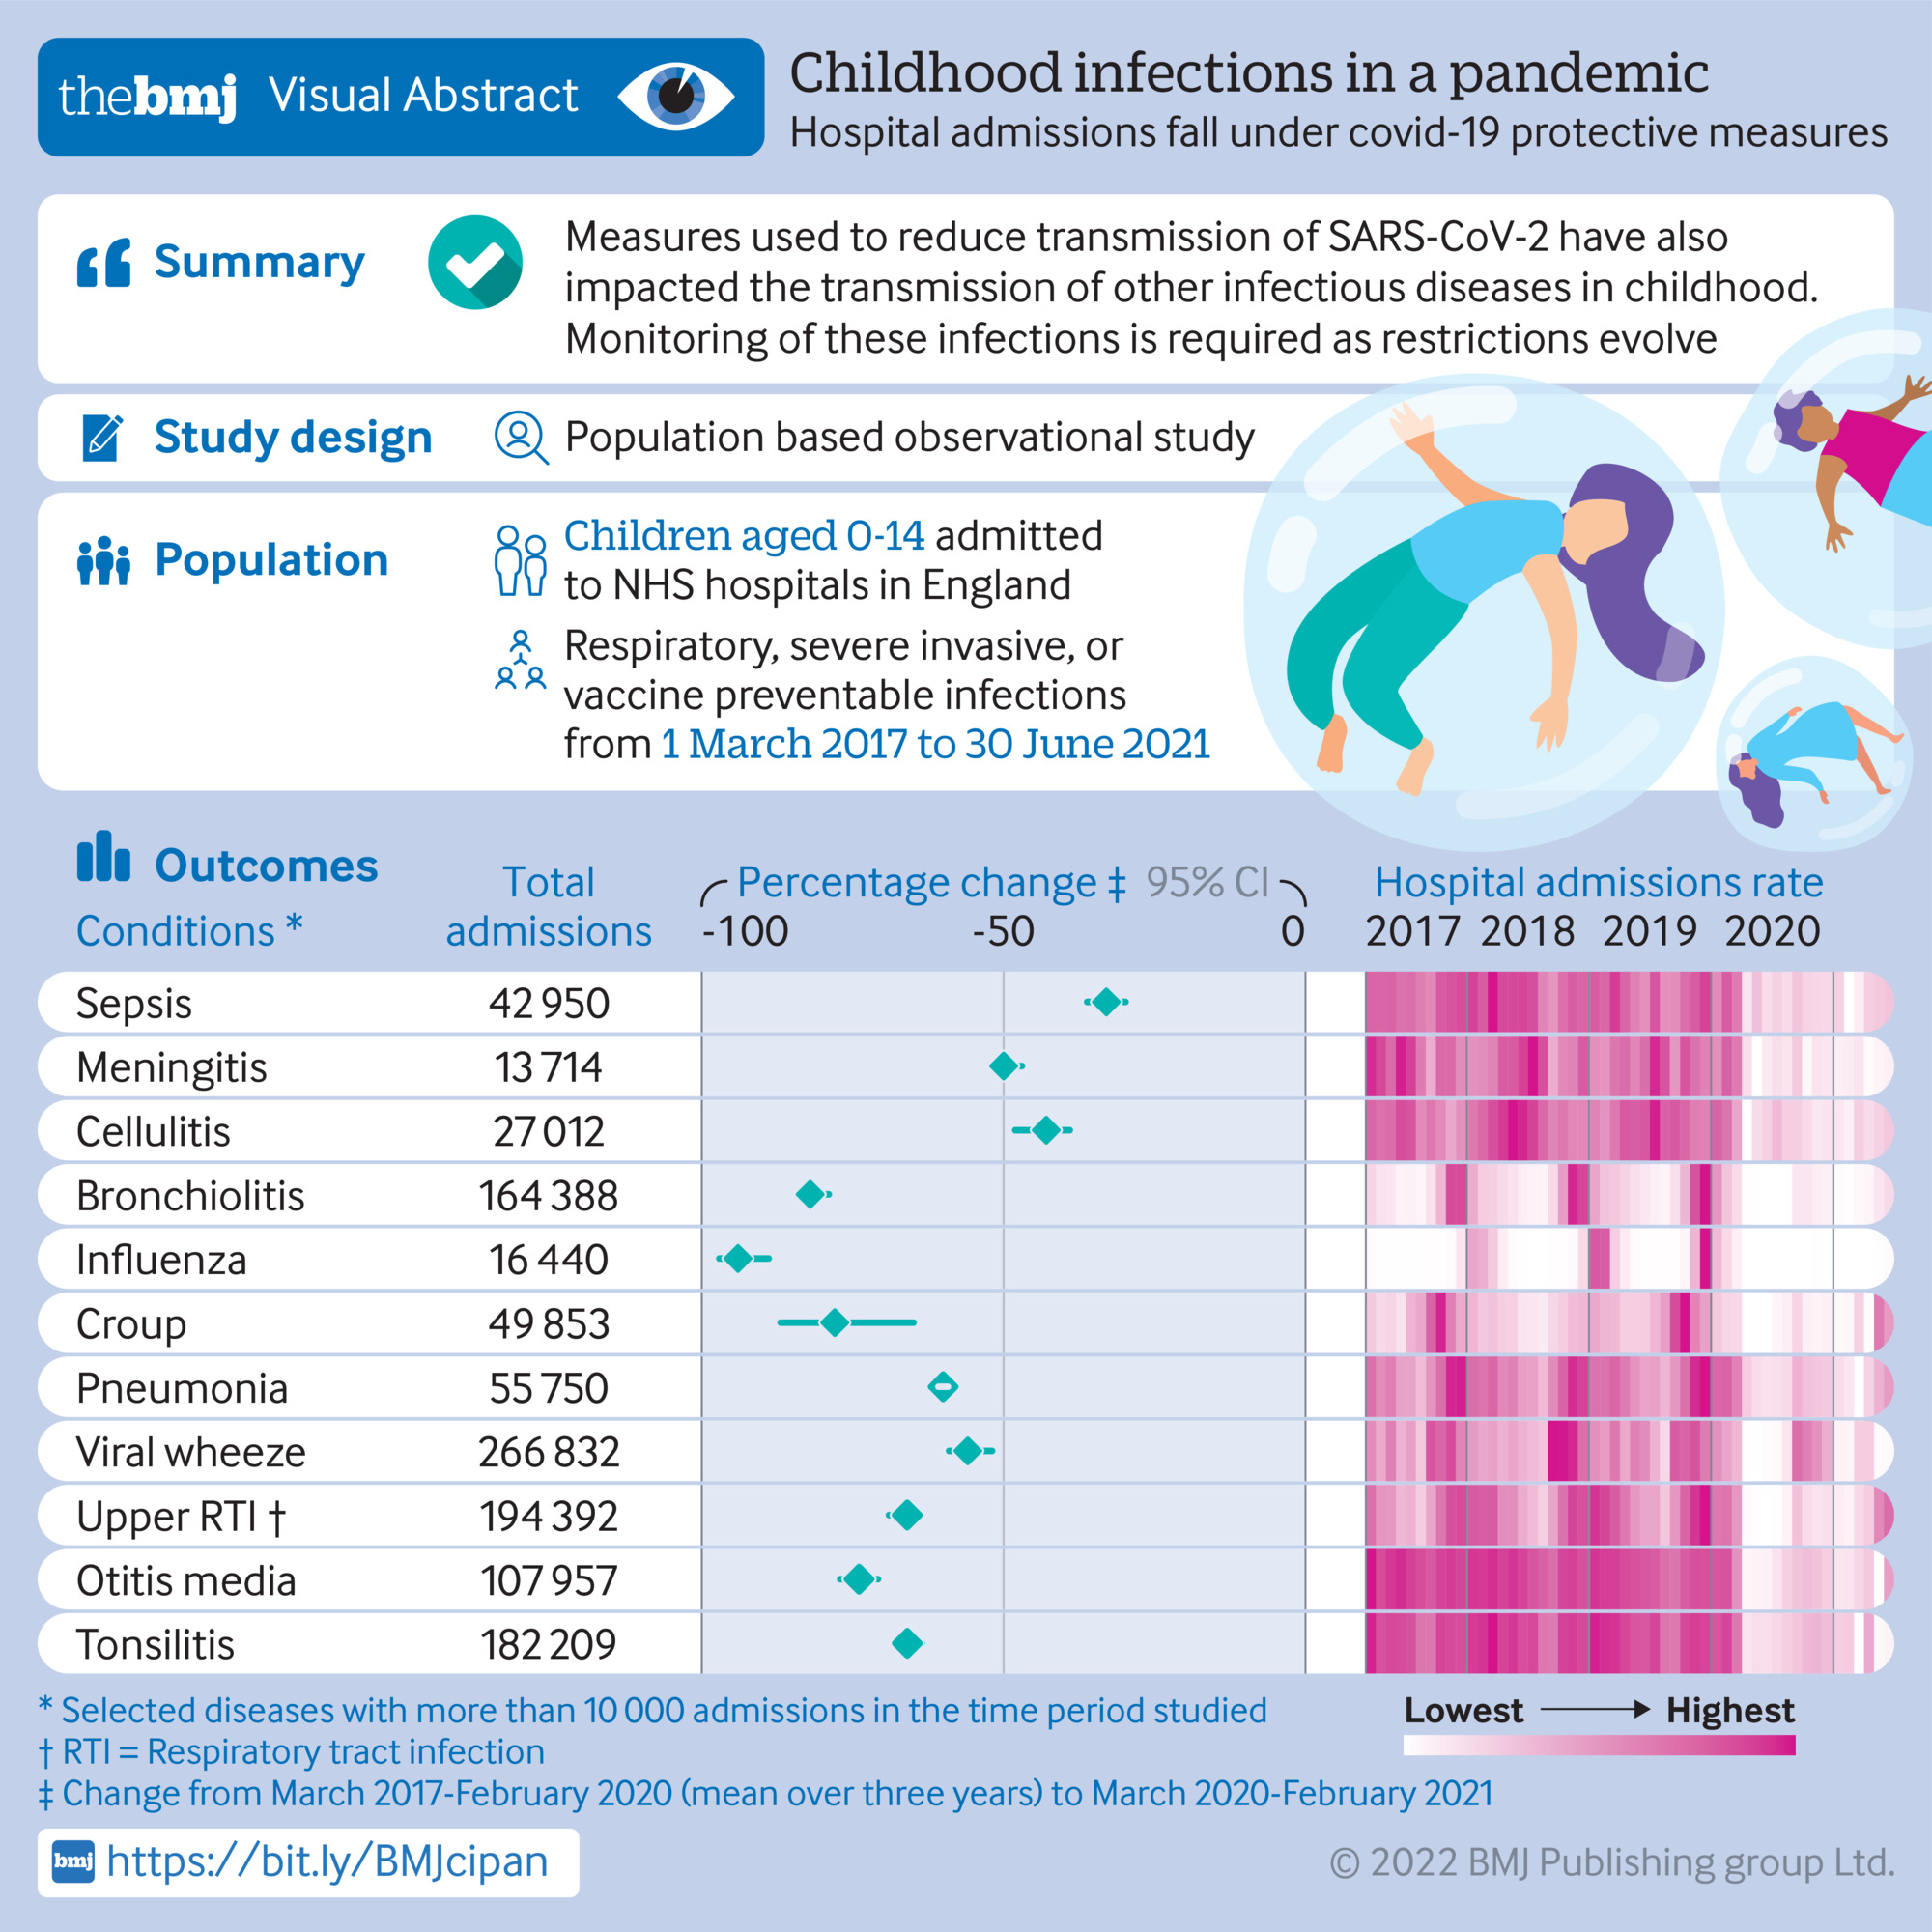 thebmj Visual Abstract
Childhood infections in a pandemic
Hospital admissions fall under covid-19 protective measures
Summary
Measures used to reduce transmission of SARS-CoV-2 have also
impacted the transmission of other infectious diseases in childhood.
Monitoring of these infections is required as restrictions evolve
Study design
Population based observational study
Population
Children aged 0-14 admitted
to NHS hospitals in England
Respiratory, severe invasive, or
vaccine preventable infections
from 1 March 2017 to 30 June 2021
Outcomes
Conditions *
Total
admissions
Percentage change ‡ 95% CI
-100 -50 0
Hospital admissions rate
2017 2018 2019 2020
Sepsis 42 950
Meningitis 13 714
Cellulitis 27 012
Bronchiolitis 164 388
Influenza 16 440
Croup 49 853
Pneumonia 55 750
Viral wheeze 266 832
Upper RTI † 194 392
Otitis media 107 957
Tonsilitis 182 209
* Selected diseases with more than 10 000 admissions in the time period studied
† RTI = Respiratory tract infection
‡ Change from March 2017-February 2020 (mean over three years) to March 2020-February 2021
Lowest Highest
bmj https://bit.ly/BMJcipan
© 2022 BMJ Publishing group Ltd.